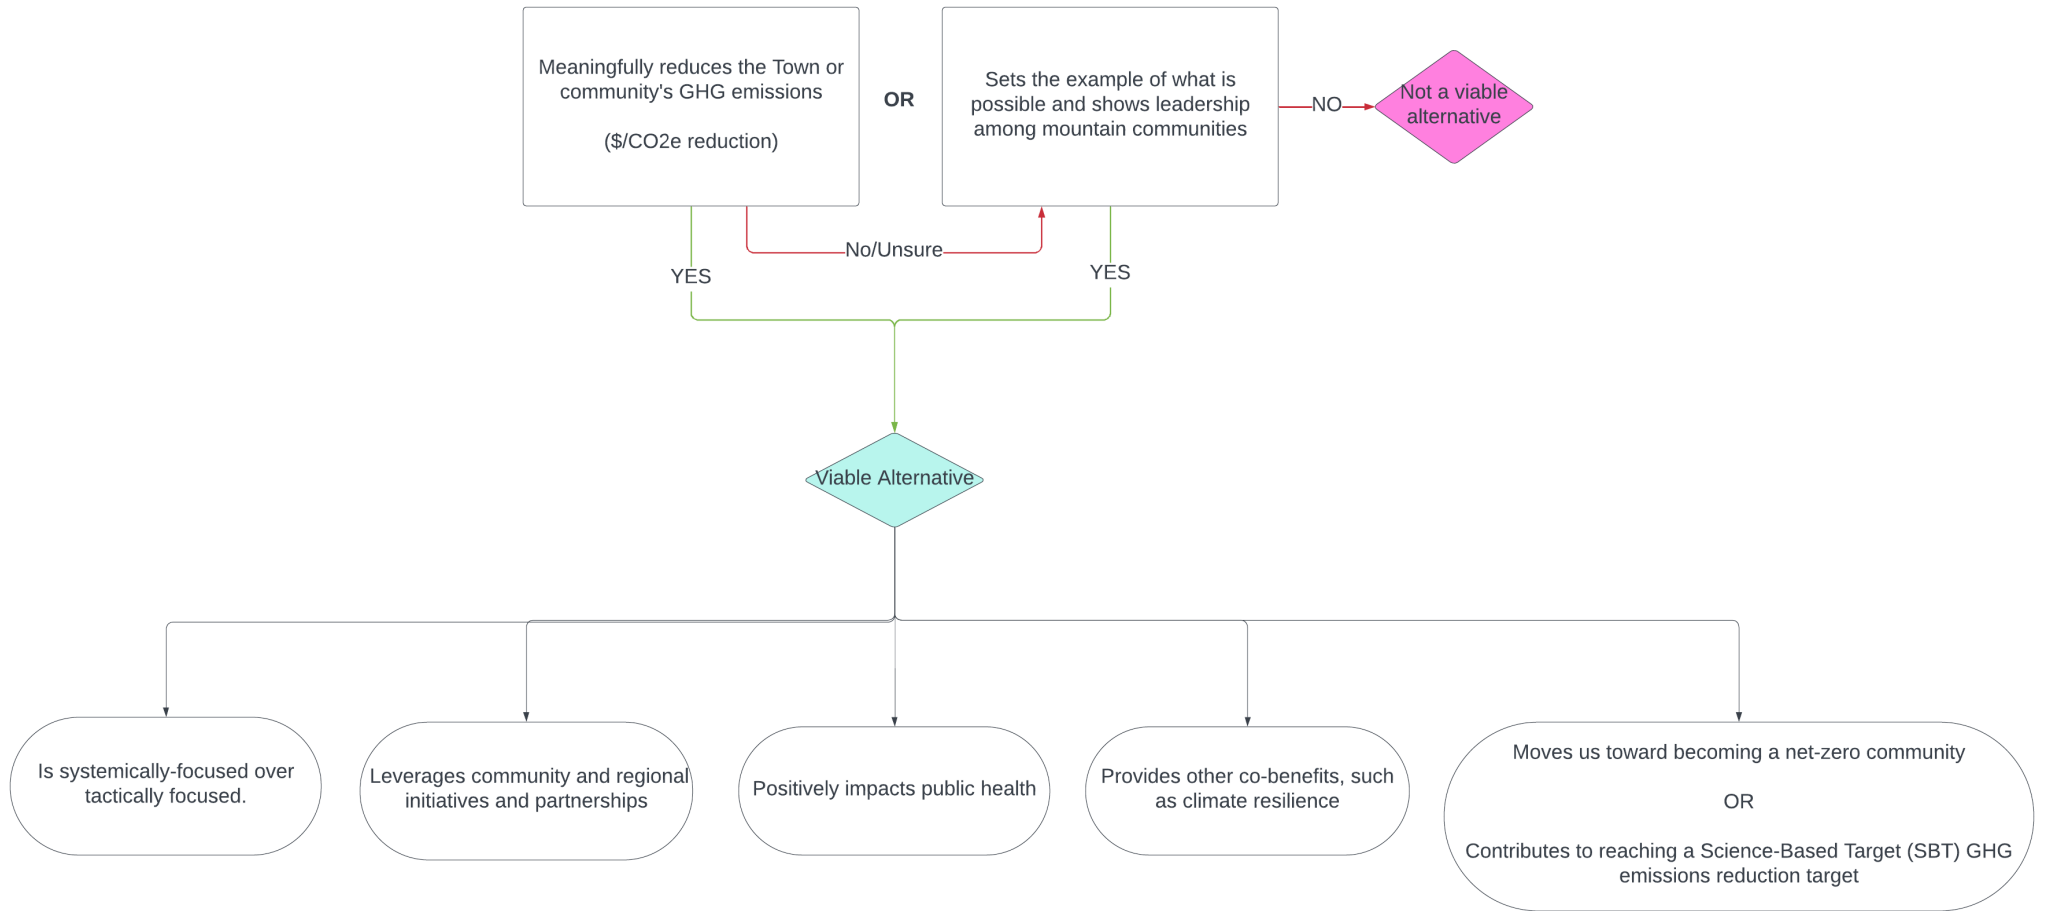 Meaningfully reduces the Town or
community's GHG emissions
($/CO2e reduction)
OR
Sets the example of what is
possible and shows leadership
among mountain communities
NO
Not a viable
alternative
No/Unsure
YES
YES
Viable Alternative
Is systemically-focused over
tactically focused.
Leverages community and regional
initiatives and partnerships
Positively impacts public health
Provides other co-benefits, such
as climate resilience
Moves us toward becoming a net-zero community
OR
Contributes to reaching a Science-Based Target (SBT) GHG
emissions reduction target